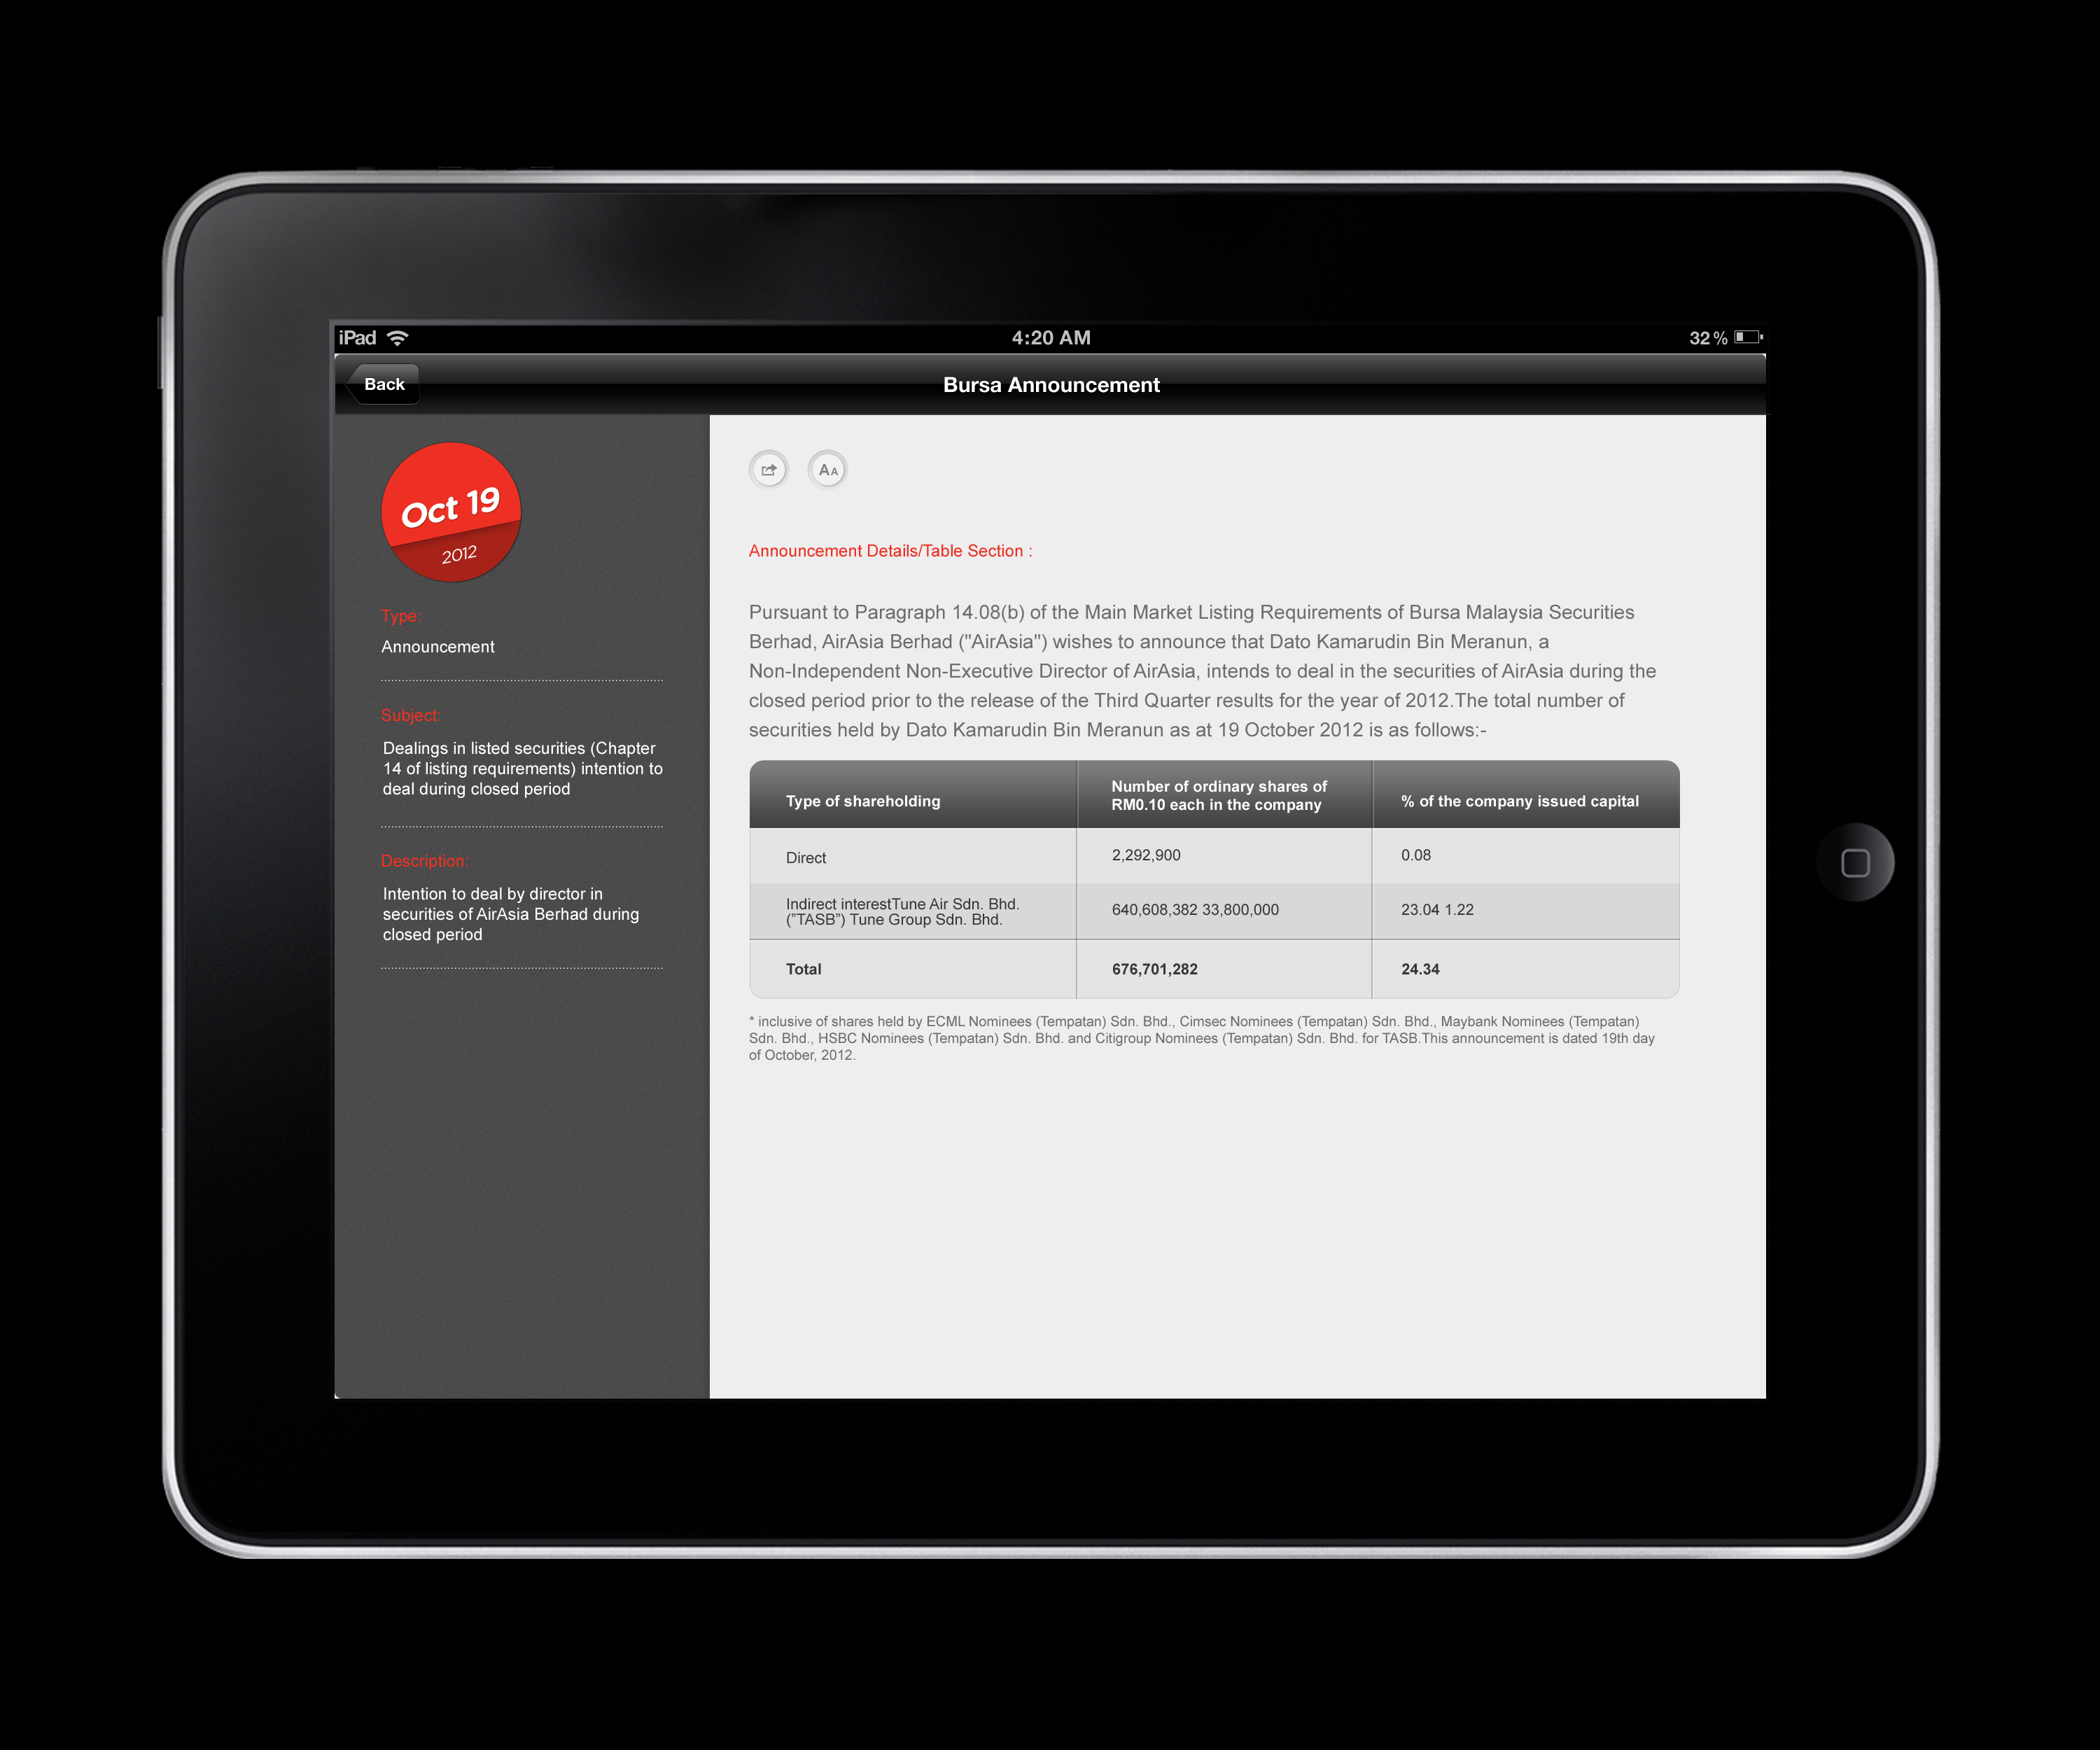 iPad 4:20 AM 32%
Back Bursa Announcement
Oct 19
2012
Type:
Announcement
Subject:
Dealings in listed securities (Chapter
14 of listing requirements) intention to
deal during closed period
Description:
Intention to deal by director in
securities of AirAsia Berhad during
closed period
AA
Announcement Details/Table Section :
Pursuant to Paragraph 14.08(b) of the Main Market Listing Requirements of Bursa Malaysia Securities
Berhad, AirAsia Berhad ("AirAsia") wishes to announce that Dato Kamarudin Bin Meranun, a
Non-Independent Non-Executive Director of AirAsia, intends to deal in the securities of AirAsia during the
closed period prior to the release of the Third Quarter results for the year of 2012.The total number of
securities held by Dato Kamarudin Bin Meranun as at 19 October 2012 is as follows:-
Type of shareholding
Number of ordinary shares of
RM0.10 each in the company
% of the company issued capital
Direct 2,292,900 0.08
Indirect interestTune Air Sdn. Bhd.
(”TASB”) Tune Group Sdn. Bhd.
640,608,382 33,800,000 23.04 1.22
Total 676,701,282 24.34
* inclusive of shares held by ECML Nominees (Tempatan) Sdn. Bhd., Cimsec Nominees (Tempatan) Sdn. Bhd., Maybank Nominees (Tempatan)
Sdn. Bhd., HSBC Nominees (Tempatan) Sdn. Bhd. and Citigroup Nominees (Tempatan) Sdn. Bhd. for TASB.This announcement is dated 19th day
of October, 2012.